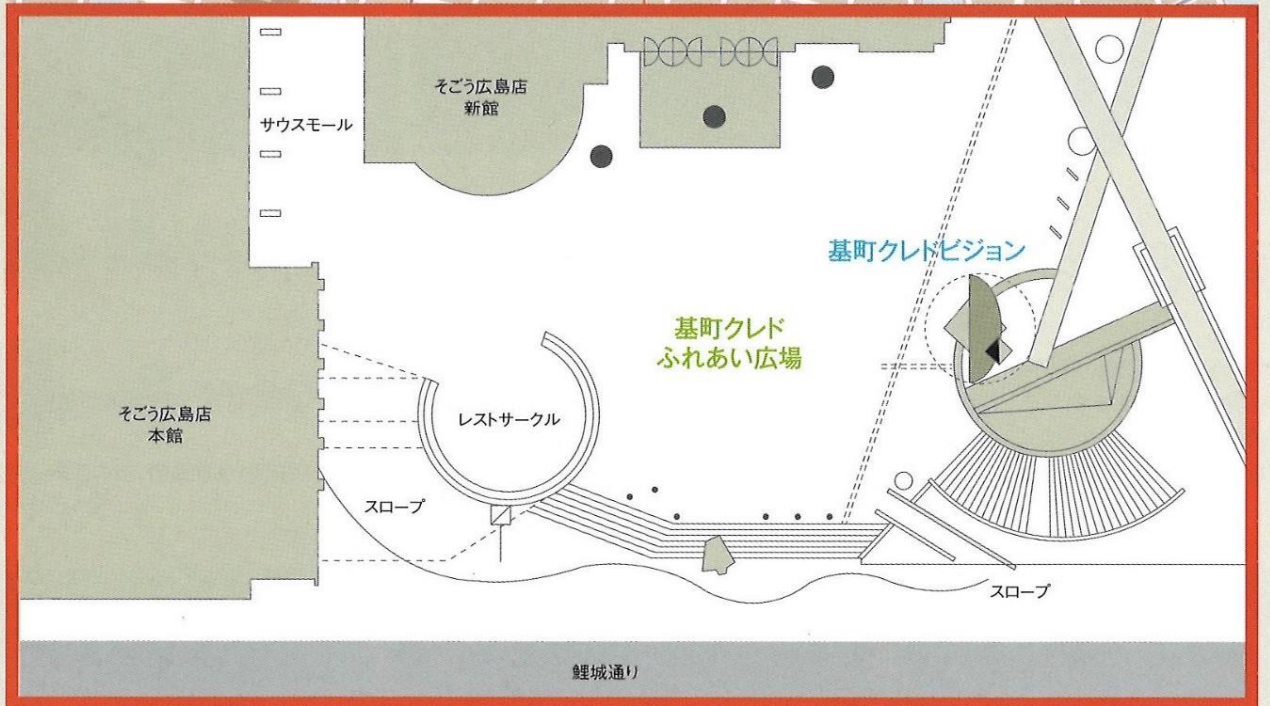 そごう広島店
新館
サウスモール
基町クレドビジョン
基町クレド
ふれあい広場
そごう広島店
本館
レストサークル
スロープ
スロープ
鯉城通り